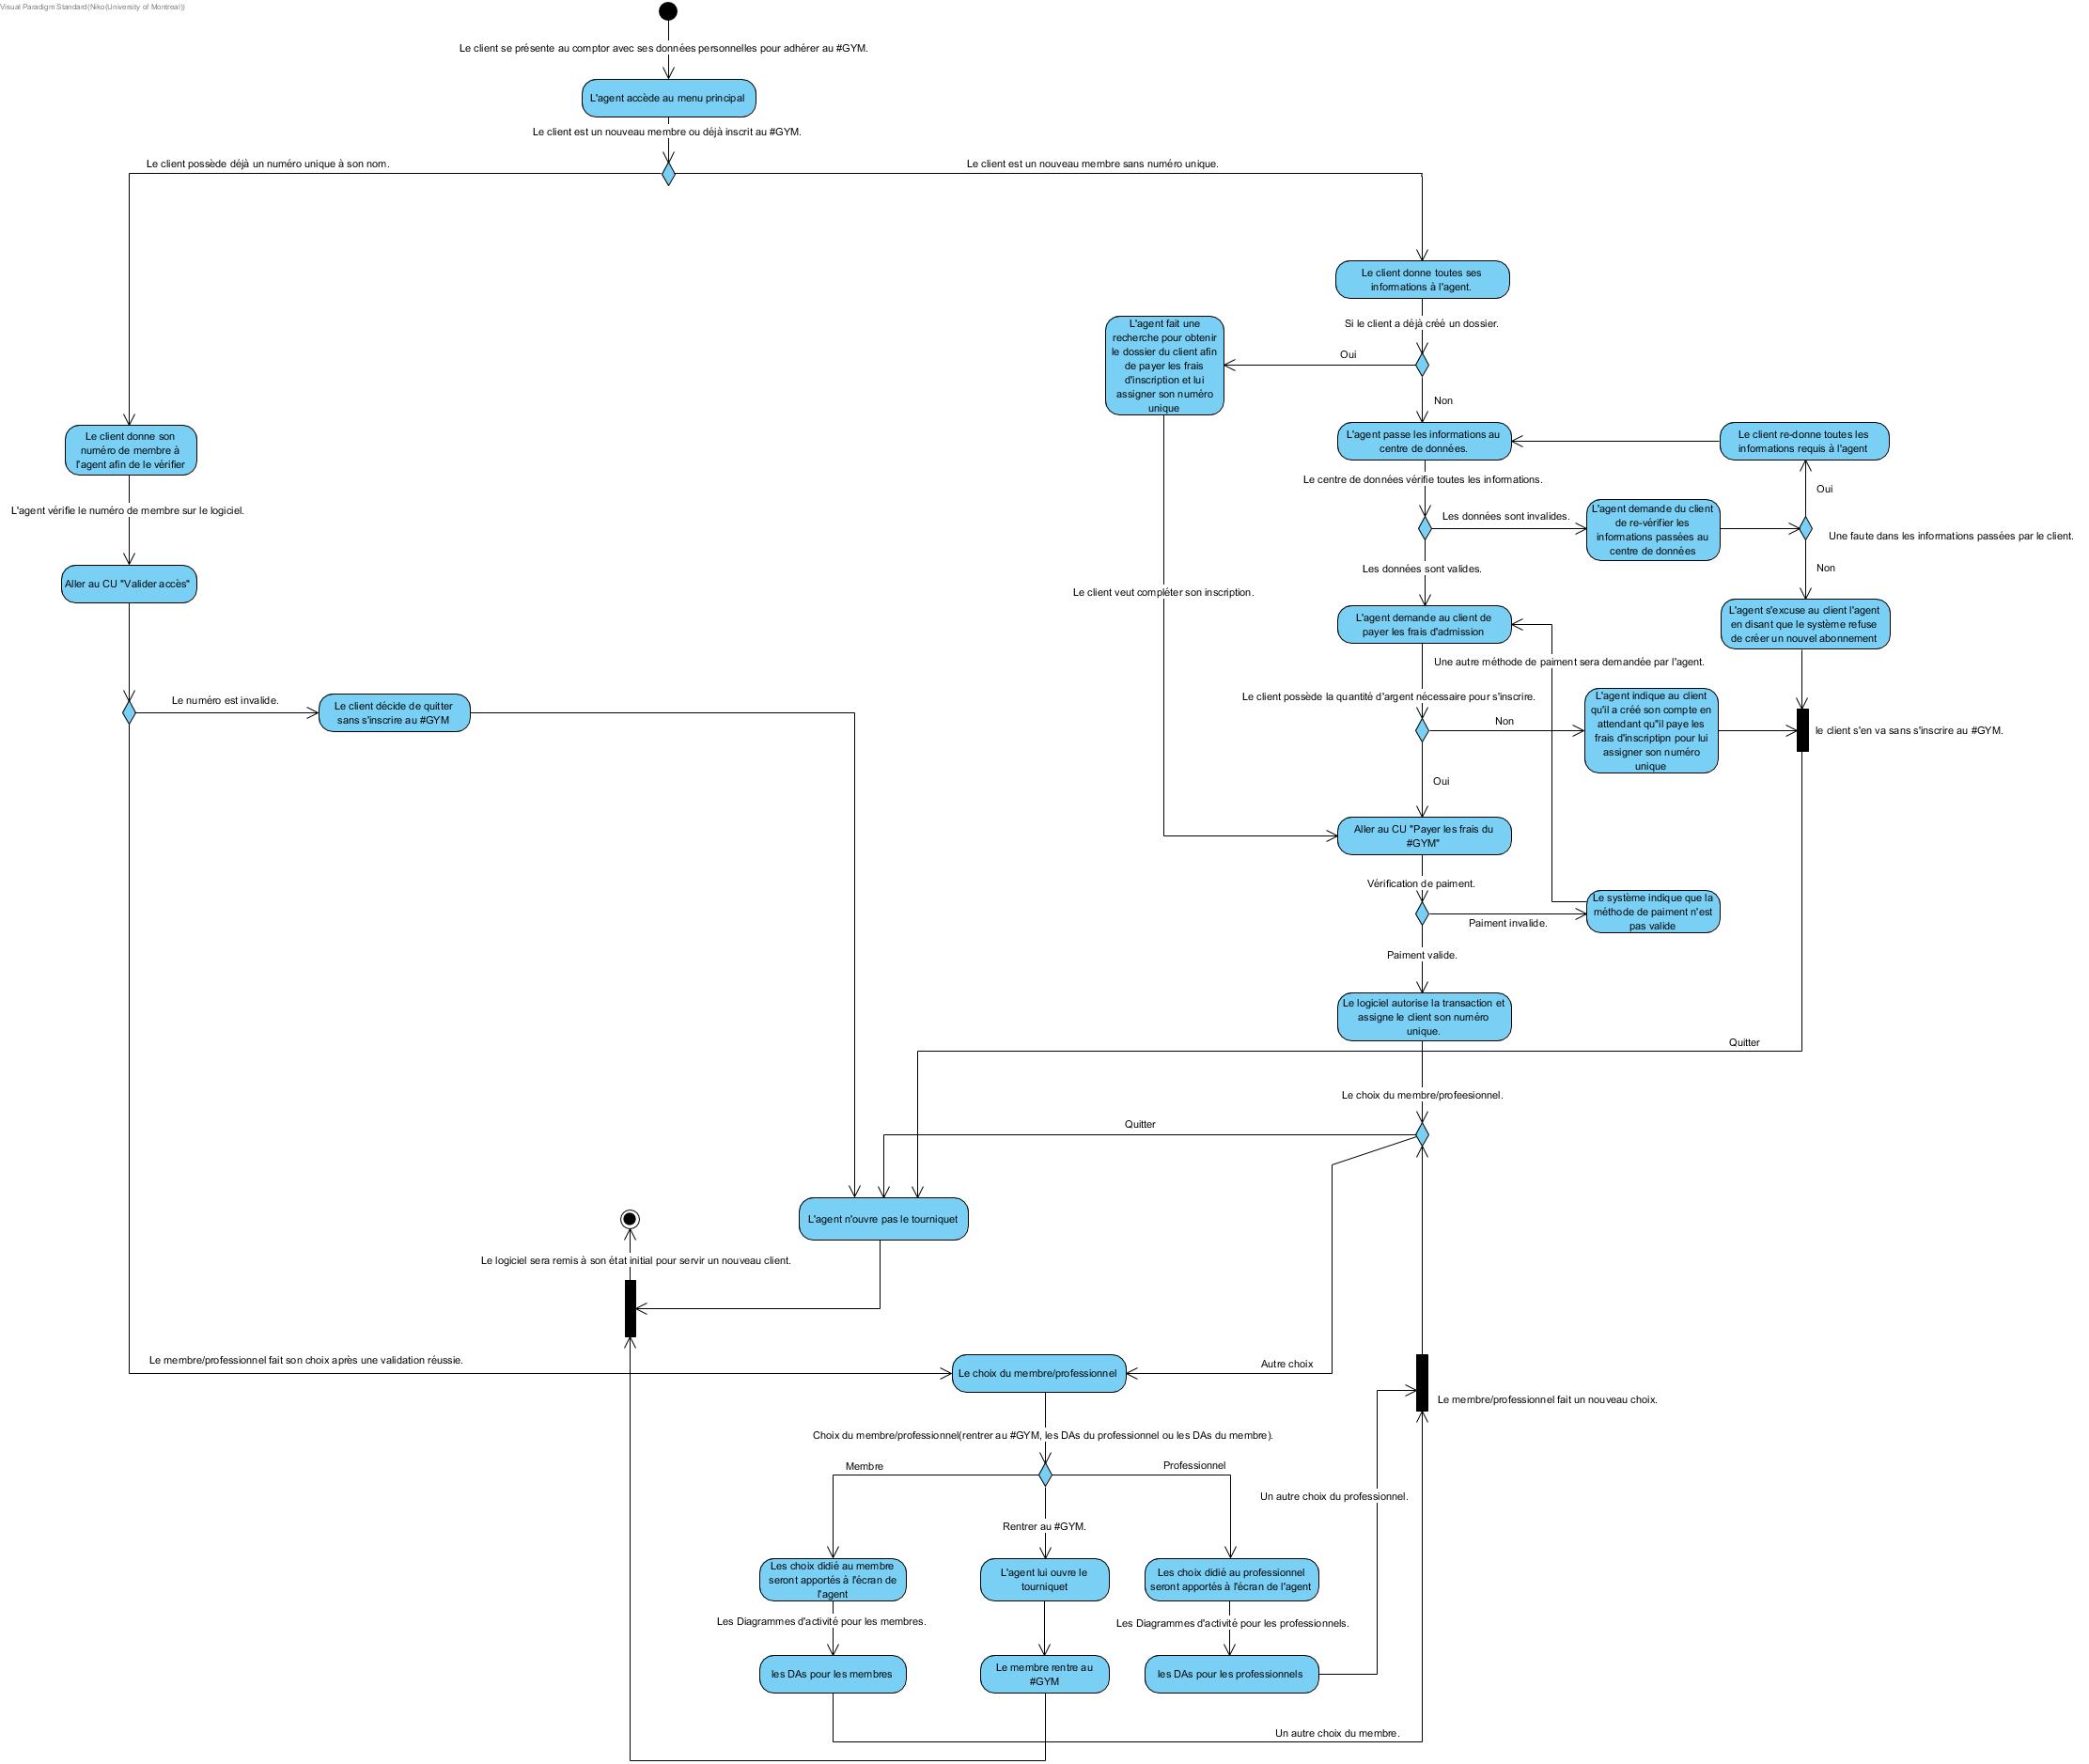 Visual Paradigm Standard(Niko(University of Montreal))
Le client se présente au comptor avec ses données personnelles pour adhérer au #GYM.
L'agent accède au menu principal
Le client est un nouveau membre ou déjà inscrit au #GYM.
Le client possède déjà un numéro unique à son nom.
Le client est un nouveau membre sans numéro unique.
Le client donne toutes ses
informations à l'agent.
Si le client a déjà créé un dossier.
Oui
L'agent fait une
recherche pour obtenir
le dossier du client afin
de payer les frais
d'inscription et lui
assigner son numéro
unique
Non
L'agent passe les informations au
centre de données.
Le client re-donne toutes les
informations requis à l'agent
Le client donne son
numéro de membre à
l'agent afin de le vérifier
Le centre de données vérifie toutes les informations.
Oui
L'agent vérifie le numéro de membre sur le logiciel.
Les données sont invalides.
L'agent demande du client
de re-vérifier les
informations passées au
centre de données
Une faute dans les informations passées par le client.
Non
Les données sont valides.
Aller au CU "Valider accès"
Le client veut compléter son inscription.
L'agent demande au client de
payer les frais d'admission
L'agent s'excuse au client l'agent
en disant que le système refuse
de créer un nouvel abonnement
Une autre méthode de paiment sera demandée par l'agent.
Le client possède la quantité d'argent nécessaire pour s'inscrire.
Le numéro est invalide.
Le client décide de quitter
sans s'inscrire au #GYM
Non
L'agent indique au client
qu'il a créé son compte en
attendant qu"il paye les
frais d'inscriptipn pour lui
assigner son numéro
unique
le client s'en va sans s'inscrire au #GYM.
Oui
Aller au CU "Payer les frais du
#GYM"
Vérification de paiment.
Paiment invalide.
Le système indique que la
méthode de paiment n'est
pas valide
Paiment valide.
Le logiciel autorise la transaction et
assigne le client son numéro
unique.
Quitter
Le choix du membre/profeesionnel.
Quitter
L'agent n'ouvre pas le tourniquet
Le logiciel sera remis à son état initial pour servir un nouveau client.
Le membre/professionnel fait son choix après une validation réussie.
Le choix du membre/professionnel
Autre choix
Le membre/professionnel fait un nouveau choix.
Choix du membre/professionnel(rentrer au #GYM, les DAs du professionnel ou les DAs du membre).
Membre
Professionnel
Un autre choix du professionnel.
Rentrer au #GYM.
Les choix didié au membre
seront apportés à l'écran de
l'agent
L'agent lui ouvre le
tourniquet
Les choix didié au professionnel
seront apportés à l'écran de l'agent
Les Diagrammes d'activité pour les membres.
Les Diagrammes d'activité pour les professionnels.
les DAs pour les membres
Le membre rentre au
#GYM
les DAs pour les professionnels
Un autre choix du membre.